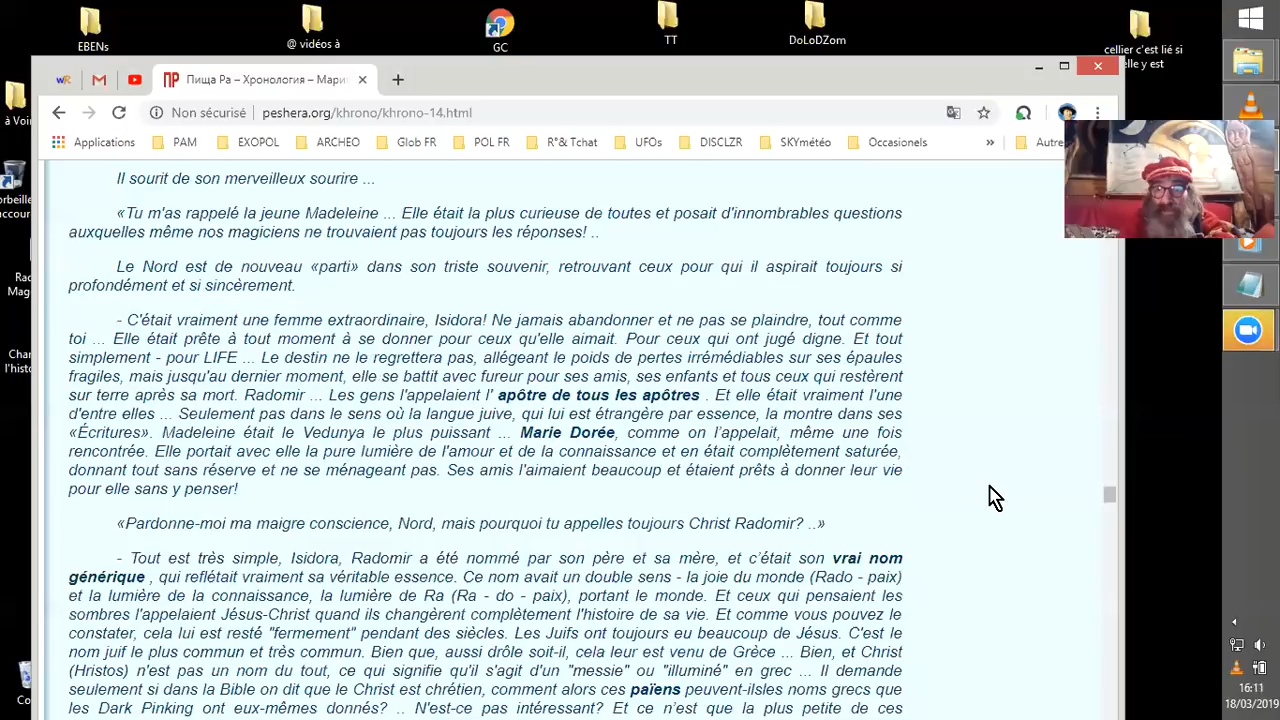 EBENs
@ vidéos à
GC
TT
DoLoDZom
cellier c'est lié si
elle y est
à Voir
Пища Ра – Хронология – Мари
Non sécurisé
peshera.org/khrono/khrono-14.html
Applications
PAM
EXOPOL
ARCHEO
Glob FR
POL FR
R°& Tchat
UFOs
DISCLZR
SKYmétéo
Occasionels
»
Autre
Il sourit de son merveilleux sourire ...
«Tu m'as rappelé la jeune Madeleine ... Elle était la plus curieuse de toutes et posait d'innombrables questions
auxquelles même nos magiciens ne trouvaient pas toujours les réponses! ..
Le Nord est de nouveau «parti» dans son triste souvenir, retrouvant ceux pour qui il aspirait toujours si
profondément et si sincèrement.
- C'était vraiment une femme extraordinaire, Isidora! Ne jamais abandonner et ne pas se plaindre, tout comme
toi ... Elle était prête à tout moment à se donner pour ceux qu'elle aimait. Pour ceux qui ont jugé digne. Et tout
simplement - pour LIFE ... Le destin ne le regrettera pas, allégeant le poids de pertes irrémédiables sur ses épaules
fragiles, mais jusqu'au dernier moment, elle se battit avec fureur pour ses amis, ses enfants et tous ceux qui restèrent
sur terre après sa mort. Radomir ... Les gens l'appelaient l' apôtre de tous les apôtres . Et elle était vraiment l'une
d'entre elles ... Seulement pas dans le sens où la langue juive, qui lui est étrangère par essence, la montre dans ses
«Écritures». Madeleine était le Vedunya le plus puissant ... Marie Dorée, comme on l'appelait, même une fois
rencontrée. Elle portait avec elle la pure lumière de l'amour et de la connaissance et en était complètement saturée,
donnant tout sans réserve et ne se ménageant pas. Ses amis l'aimaient beaucoup et étaient prêts à donner leur vie
pour elle sans y penser!
«Pardonne-moi ma maigre conscience, Nord, mais pourquoi tu appelles toujours Christ Radomir? ..»
- Tout est très simple, Isidora, Radomir a été nommé par son père et sa mère, et c'était son vrai nom
générique , qui reflétait vraiment sa véritable essence. Ce nom avait un double sens - la joie du monde (Rado - paix)
et la lumière de la connaissance, la lumière de Ra (Ra - do - paix), portant le monde. Et ceux qui pensaient les
sombres l'appelaient Jésus-Christ quand ils changèrent complètement l'histoire de sa vie. Et comme vous pouvez le
constater, cela lui est resté "fermement" pendant des siècles. Les Juifs ont toujours eu beaucoup de Jésus. C'est le
nom juif le plus commun et très commun. Bien que, aussi drôle soit-il, cela leur est venu de Grèce ... Bien, et Christ
(Hristos) n'est pas un nom du tout, ce qui signifie qu'il s'agit d'un "messie" ou "illuminé" en grec ... Il demande
seulement si dans la Bible on dit que le Christ est chrétien, comment alors ces païens peuvent-ilsles noms grecs que
les Dark Pinking ont eux-mêmes donnés? .. N'est-ce pas intéressant? Et ce n'est que la plus petite de ces
16:11
18/03/2019